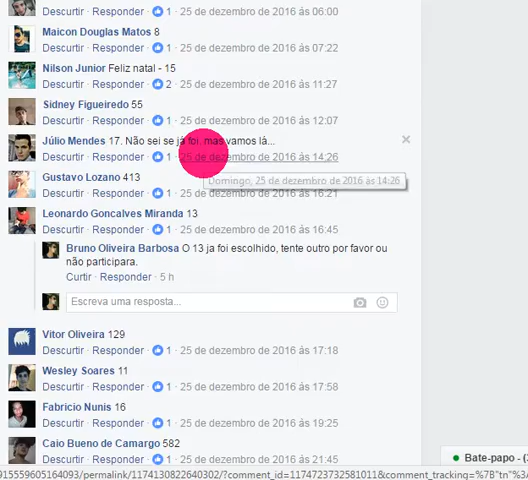 Descurtir · Responder · 1 · 25 de dezembro de 2016 às 06:00
Maicon Douglas Matos 8
Descurtir · Responder · 1 · 25 de dezembro de 2016 às 07:22
Nilson Junior Feliz natal - 15
Descurtir · Responder · 2 · 25 de dezembro de 2016 às 11:27
Sidney Figueiredo 55
Descurtir · Responder · 1 · 25 de dezembro de 2016 às 12:07
Júlio Mendes 17. Não sei se já foi, mas vamos lá...
Descurtir · Responder · 1 · 25 de dezembro de 2016 às 14:26
Domingo, 25 de dezembro de 2016 às 14:26
Gustavo Lozano 413
Descurtir · Responder · 1 · 25 de dezembro de 2016 às 16:21
Leonardo Goncalves Miranda 13
Descurtir · Responder · 1 · 25 de dezembro de 2016 às 16:45
Bruno Oliveira Barbosa O 13 ja foi escolhido, tente outro por favor ou
não participara.
Curtir · Responder · 5 h
Escreva uma resposta...
Vitor Oliveira 129
Descurtir · Responder · 1 · 25 de dezembro de 2016 às 17:18
Wesley Soares 11
Descurtir · Responder · 1 · 25 de dezembro de 2016 às 17:58
Fabricio Nunis 16
Descurtir · Responder · 1 · 25 de dezembro de 2016 às 19:25
Caio Bueno de Camargo 582
Descurtir · Responder · 1 · 25 de dezembro de 2016 às 21:45
Bate-papo - (
915559605164093/permalink/1174130822640302/?comment_id=1174723732581011&comment_tracking=%7B"tn"%3